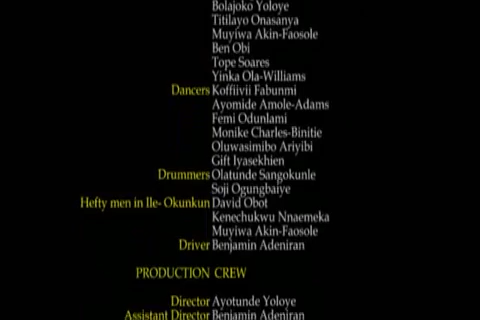 Bolajoko Yoloye
Titilayo Onasanya
Muyiwa Akin-Faosole
Ben Obi
Tope Soares
Yinka Ola-Williams
Dancers Koffiivii Fabunmi
Ayomide Amole-Adams
Femi Odunlami
Monike Charles-Binitie
Oluwasimibo Ariyibi
Gift Iyasekhien
Drummers Olatunde Sangokunle
Soji Ogungbaiye
Hefty men in Ile- Okunkun David Obot
Kenechukwu Nnaemeka
Muyiwa Akin-Faosole
Driver Benjamin Adeniran
PRODUCTION CREW
Director Ayotunde Yoloye
Assistant Director Benjamin Adeniran